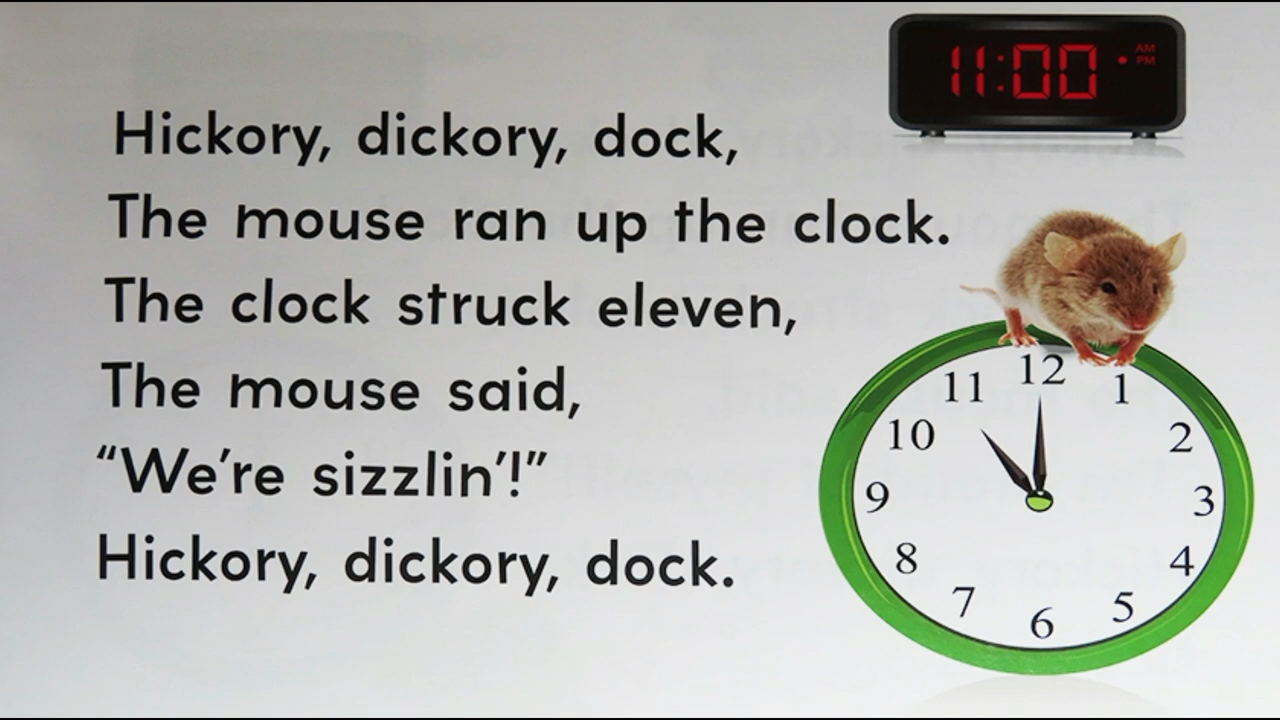 Hickory, dickory, dock,
The mouse ran up the clock.
The clock struck eleven,
The mouse said,
“We’re sizzlin’!”
Hickory, dickory, dock.
11:00
AM
PM
12
11
1
10
2
9
3
8
4
7
5
6